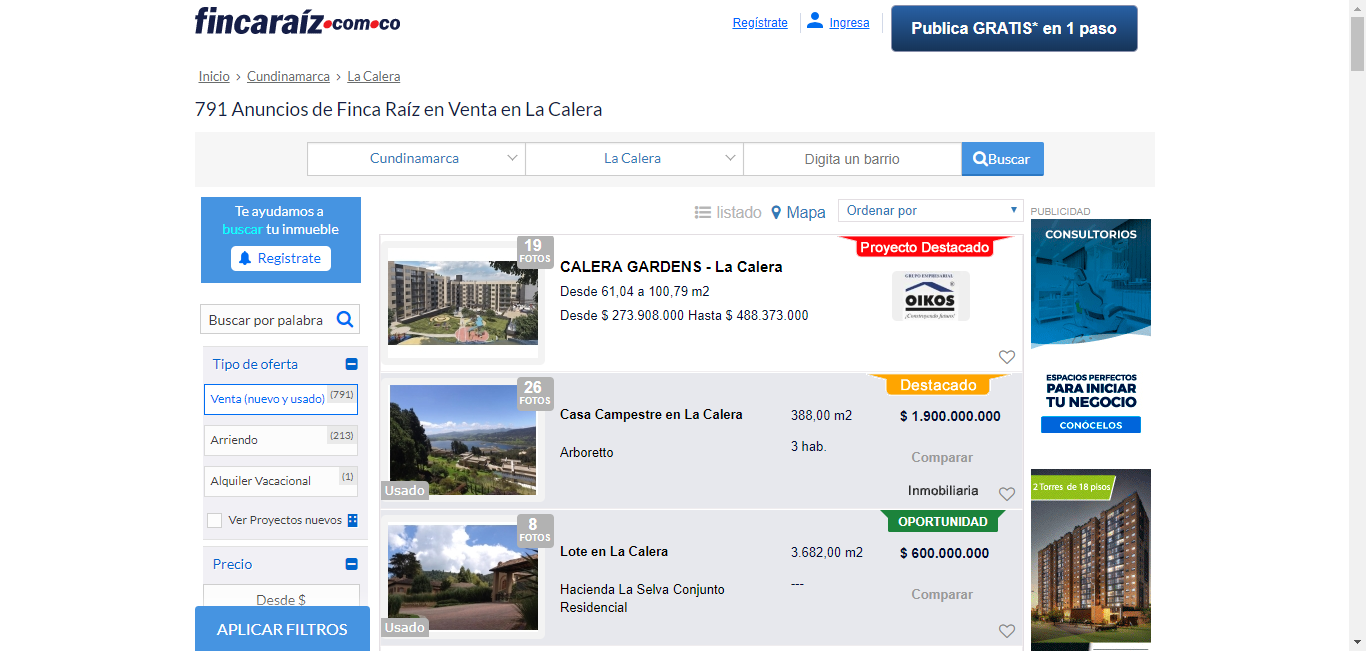 fincaraíz.com.co
Regístrate
Ingresa
Publica GRATIS* en 1 paso
Inicio › Cundinamarca › La Calera
791 Anuncios de Finca Raíz en Venta en La Calera
Cundinamarca
La Calera
Digita un barrio
Buscar
Te ayudamos a
buscar tu inmueble
Registrate
Buscar por palabra
Tipo de oferta
Venta (nuevo y usado) (791)
Arriendo (213)
Alquiler Vacacional (1)
Ver Proyectos nuevos
Precio
Desde $
APLICAR FILTROS
listado
Mapa
Ordenar por
19
FOTOS
CALERA GARDENS - La Calera
Desde 61,04 a 100,79 m2
Desde $ 273.908.000 Hasta $ 488.373.000
Proyecto Destacado
GRUPO EMPRESARIAL
OIKOS
¡Construyendo futuro!
26
FOTOS
Usado
Casa Campestre en La Calera
Arboretto
388,00 m2
3 hab.
Destacado
$ 1.900.000.000
Comparar
Inmobiliaria
8
FOTOS
Usado
Lote en La Calera
Hacienda La Selva Conjunto
Residencial
3.682,00 m2
---
OPORTUNIDAD
$ 600.000.000
Comparar
PUBLICIDAD
CONSULTORIOS
ESPACIOS PERFECTOS
PARA INICIAR
TU NEGOCIO
CONÓCELOS
2 Torres de 18 pisos